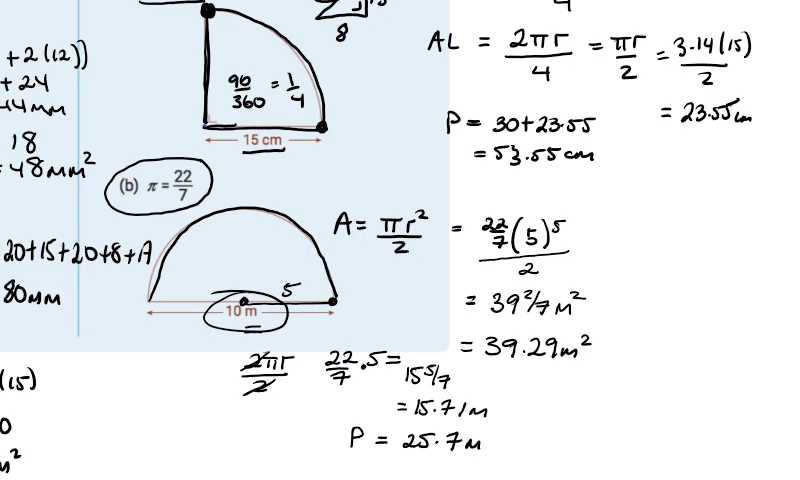 + 2(12))
+ 24
44mm
18
= 48mm²
20+15+20+8+A
80mm
(15)
0
m²
8
90/360 = 1/4
15 cm
(b) π = 22/7
5
10 m
4
AL = 2πr/4 = πr/2 = 3.14(15)/2
= 23.55cm
P = 30+23.55
= 53.55cm
A = πr²/2 = 22/7(5)⁵/2
= 39 2/7 m²
= 39.29m²
2πr/2 22/7 . 5 = 15 5/7
= 15.71m
P = 25.7m